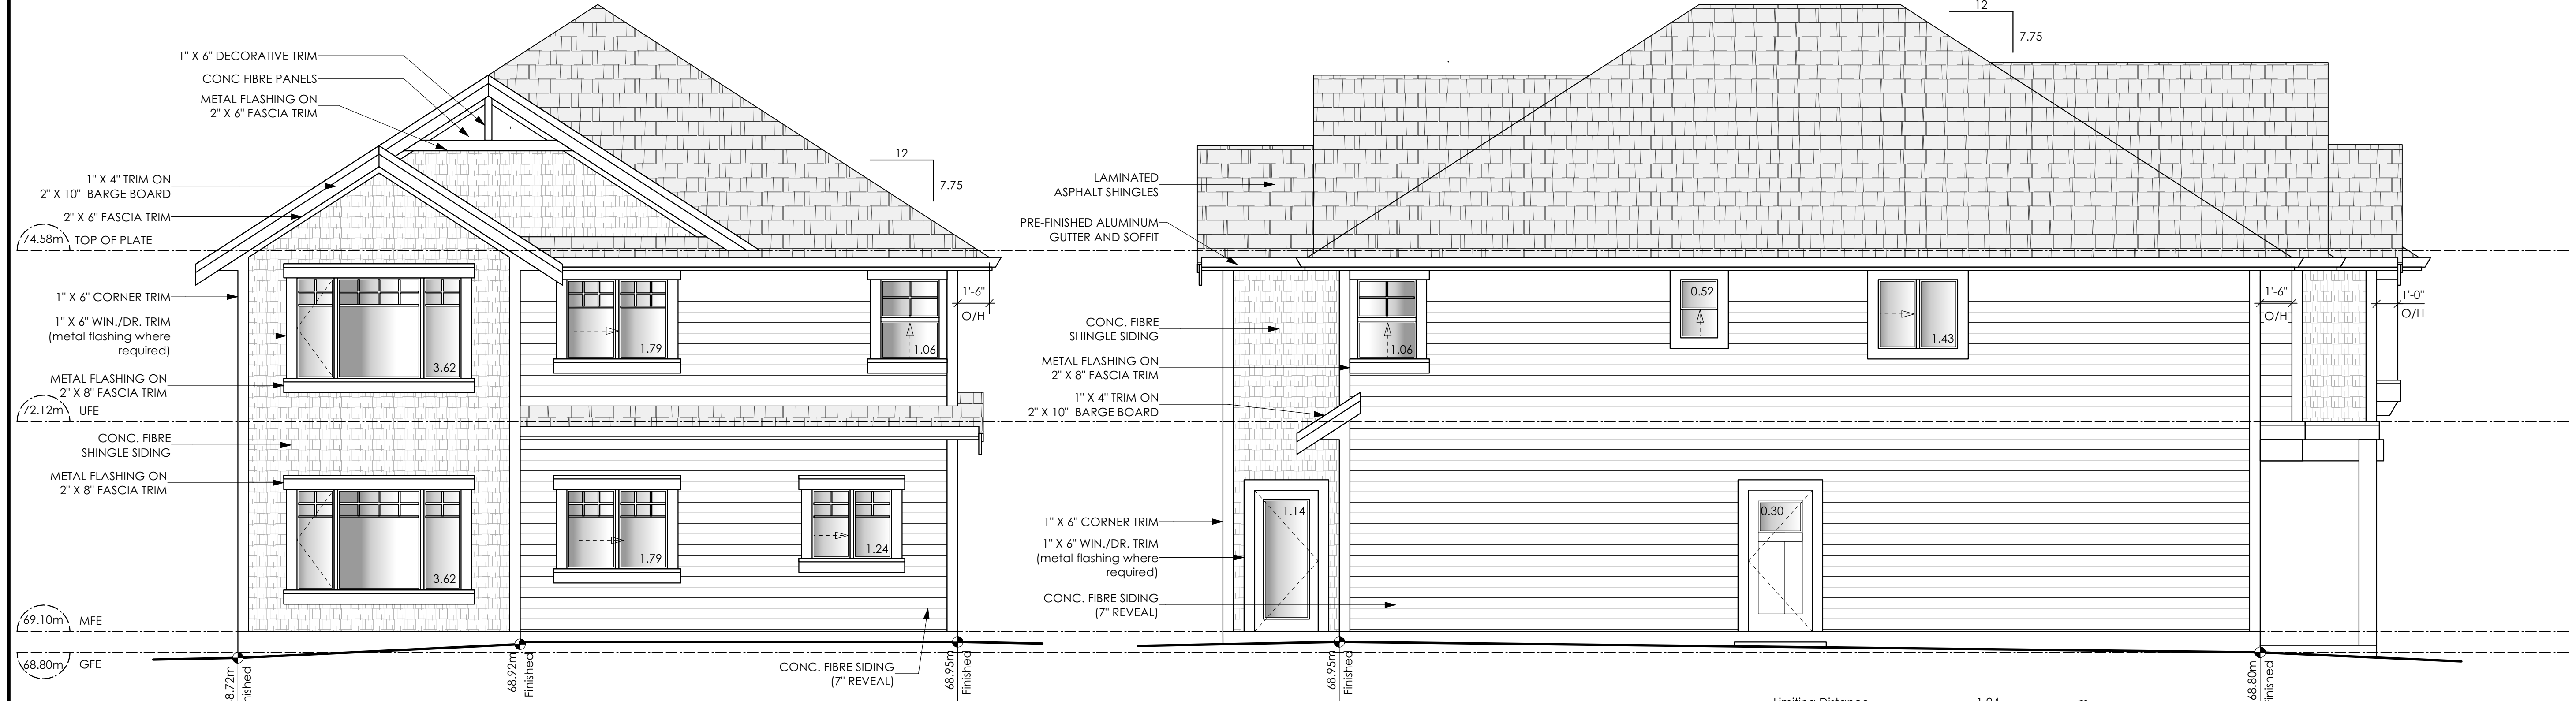 1" X 6" DECORATIVE TRIM
CONC FIBRE PANELS
METAL FLASHING ON
2" X 6" FASCIA TRIM
1" X 4" TRIM ON
2" X 10" BARGE BOARD
2" X 6" FASCIA TRIM
74.58m TOP OF PLATE
1" X 6" CORNER TRIM
1" X 6" WIN./DR. TRIM
(metal flashing where
required)
METAL FLASHING ON
2" X 8" FASCIA TRIM
72.12m UFE
CONC. FIBRE
SHINGLE SIDING
METAL FLASHING ON
2" X 8" FASCIA TRIM
69.10m MFE
68.80m GFE
12
7.75
3.62
1.79
1.06
1'-6"
O/H
3.62
1.79
1.24
CONC. FIBRE SIDING
(7" REVEAL)
8.72m
nished
68.92m
Finished
68.95m
Finished
12
7.75
LAMINATED
ASPHALT SHINGLES
PRE-FINISHED ALUMINUM
GUTTER AND SOFFIT
CONC. FIBRE
SHINGLE SIDING
METAL FLASHING ON
2" X 8" FASCIA TRIM
1" X 4" TRIM ON
2" X 10" BARGE BOARD
1" X 6" CORNER TRIM
1" X 6" WIN./DR. TRIM
(metal flashing where
required)
CONC. FIBRE SIDING
(7" REVEAL)
1.06
0.52
1.43
1'-6"
O/H
1'-0"
O/H
1.14
0.30
68.95m
Finished
68.80m
inished
Limiting Distance 1.24 m